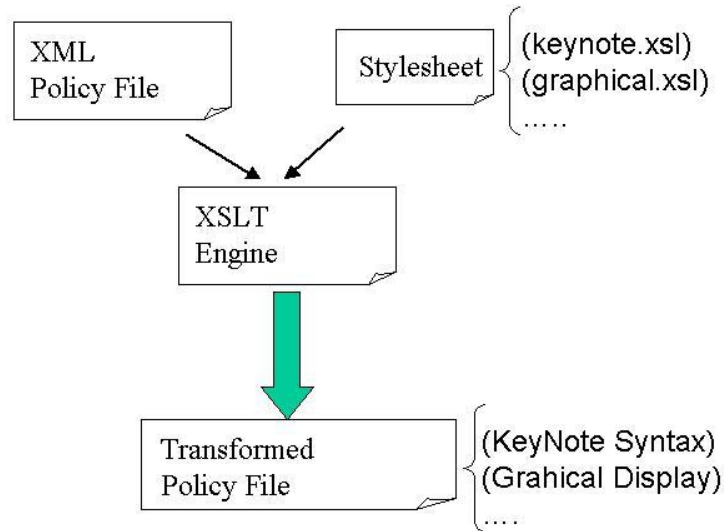 XML
Policy File
Stylesheet
(keynote.xsl)
(graphical.xsl)
.....
XSLT
Engine
Transformed
Policy File
(KeyNote Syntax)
(Grahical Display)
....